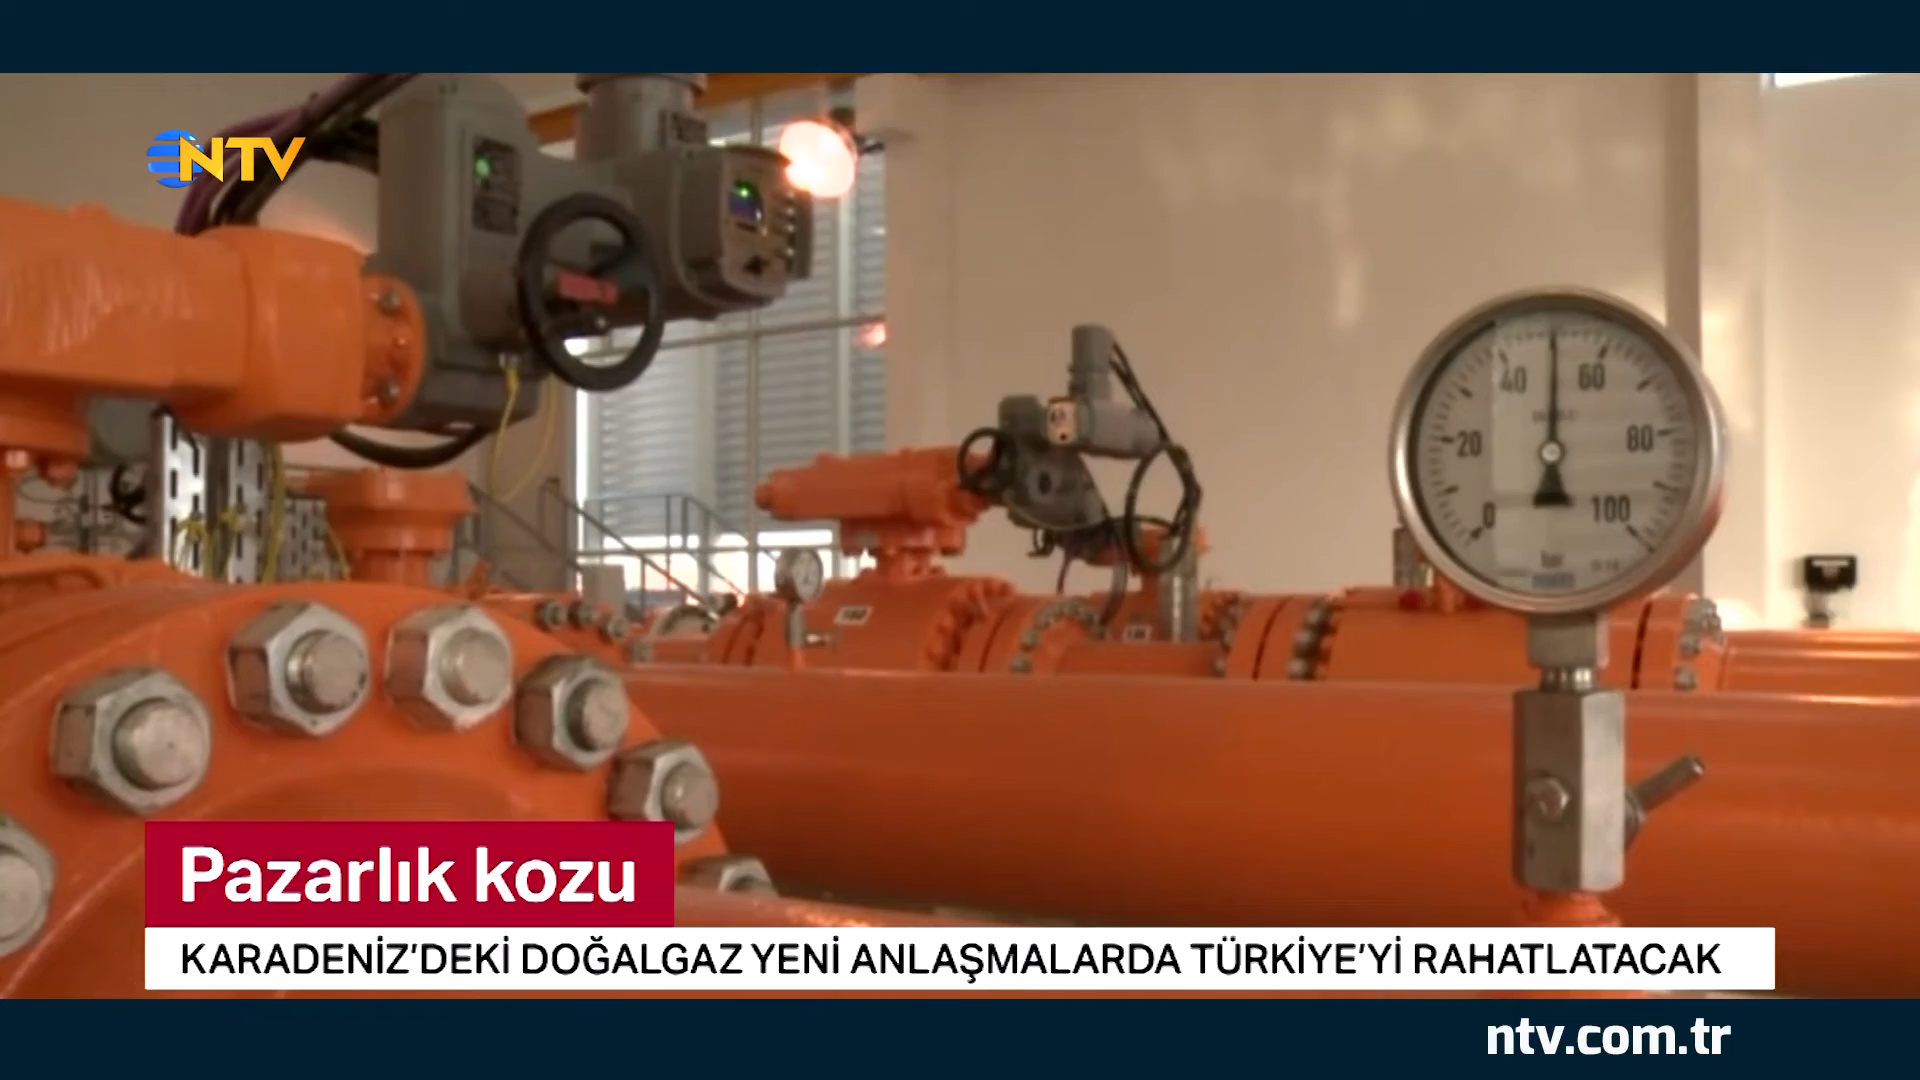 NTV
40
60
20
80
0
100
bar
Pazarlık kozu
KARADENİZ'DEKİ DOĞALGAZ YENİ ANLAŞMALARDA TÜRKİYE'Yİ RAHATLATACAK
ntv.com.tr